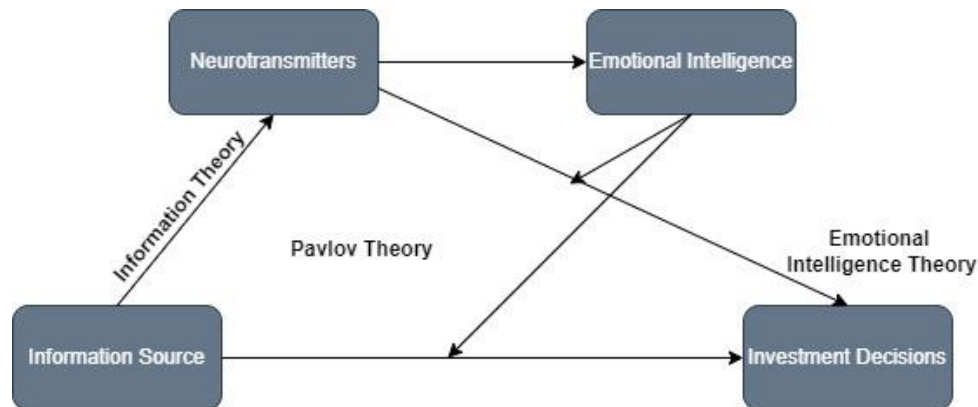 Neurotransmitters
Emotional Intelligence
Information Theory
Pavlov Theory
Emotional
Intelligence Theory
Information Source
Investment Decisions